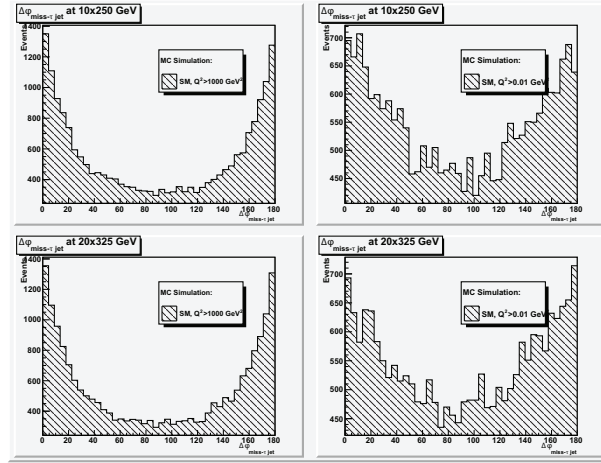 Δφmiss-τ jet at 10x250 GeV
Events
1400
1200
1000
800
600
400
MC Simulation:
SM, Q²>1000 GeV²
0 20 40 60 80 100 120 140 160 180
Δφmiss-τ jet
Δφmiss-τ jet at 10x250 GeV
Events
700
650
600
550
500
450
MC Simulation:
SM, Q²>0.01 GeV²
0 20 40 60 80 100 120 140 160 180
Δφmiss-τ jet
Δφmiss-τ jet at 20x325 GeV
Events
1400
1200
1000
800
600
400
MC Simulation:
SM, Q²>1000 GeV²
0 20 40 60 80 100 120 140 160 180
Δφmiss-τ jet
Δφmiss-τ jet at 20x325 GeV
Events
700
650
600
550
500
450
MC Simulation:
SM, Q²>0.01 GeV²
0 20 40 60 80 100 120 140 160 180
Δφmiss-τ jet